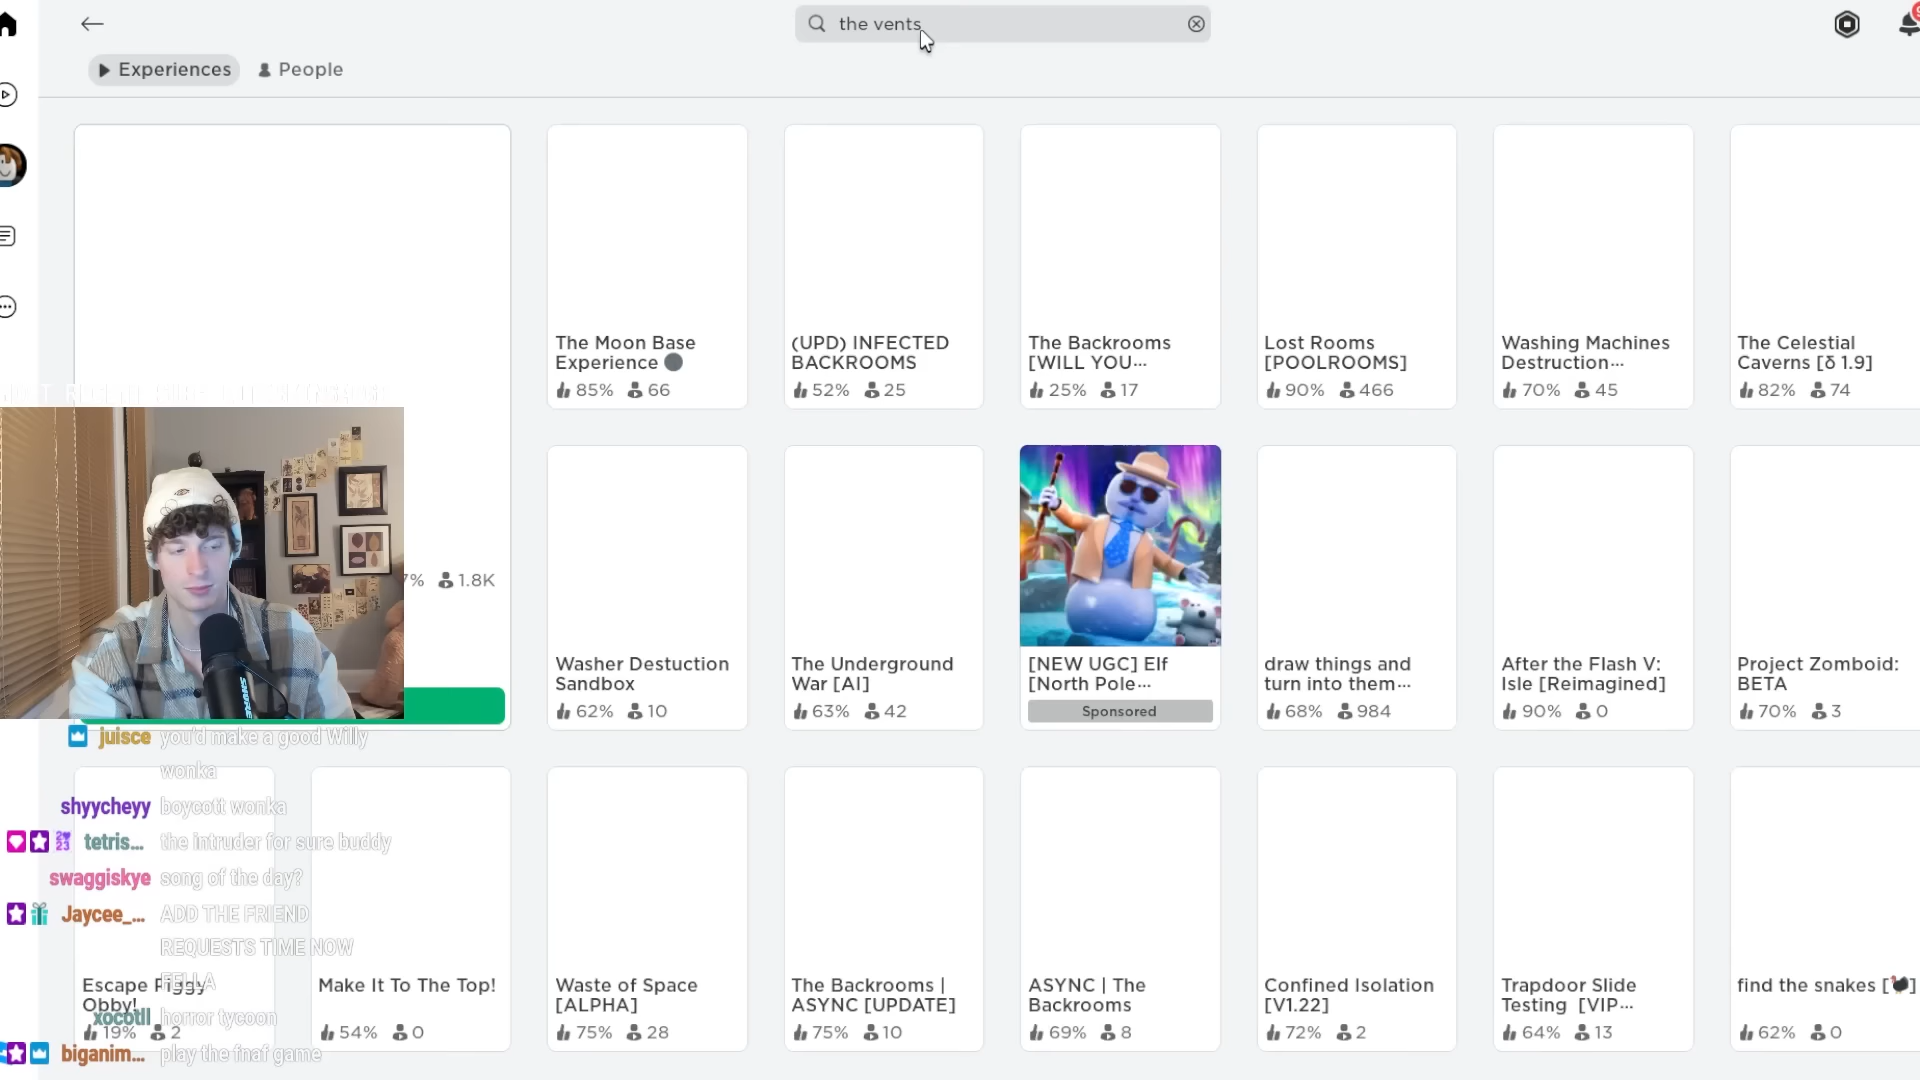 the vents
Experiences
People
The Moon Base
Experience
85% 66
(UPD) INFECTED
BACKROOMS
52% 25
The Backrooms
[WILL YOU...
25% 17
Lost Rooms
[POOLROOMS]
90% 466
Washing Machines
Destruction...
70% 45
The Celestial
Caverns [δ 1.9]
82% 74
7% 1.8K
Washer Destuction
Sandbox
62% 10
The Underground
War [AI]
63% 42
[NEW UGC] Elf
[North Pole...
Sponsored
draw things and
turn into them...
68% 984
After the Flash V:
Isle [Reimagined]
90% 0
Project Zomboid:
BETA
70% 3
SHURE
juisce you'd make a good Willy
wonka
shyycheyy boycott wonka
tetris... the intruder for sure buddy
swaggiskye song of the day?
Jaycee_... ADD THE FRIEND
REQUESTS TIME NOW
FELLA
xocotll horror tycoon
biganim... play the fnaf game
Escape Piggy
Obby!
19% 2
Make It To The Top!
54% 0
Waste of Space
[ALPHA]
75% 28
The Backrooms |
ASYNC [UPDATE]
75% 10
ASYNC | The
Backrooms
69% 8
Confined Isolation
[V1.22]
72% 2
Trapdoor Slide
Testing [VIP...
64% 13
find the snakes [🦃]
62% 0